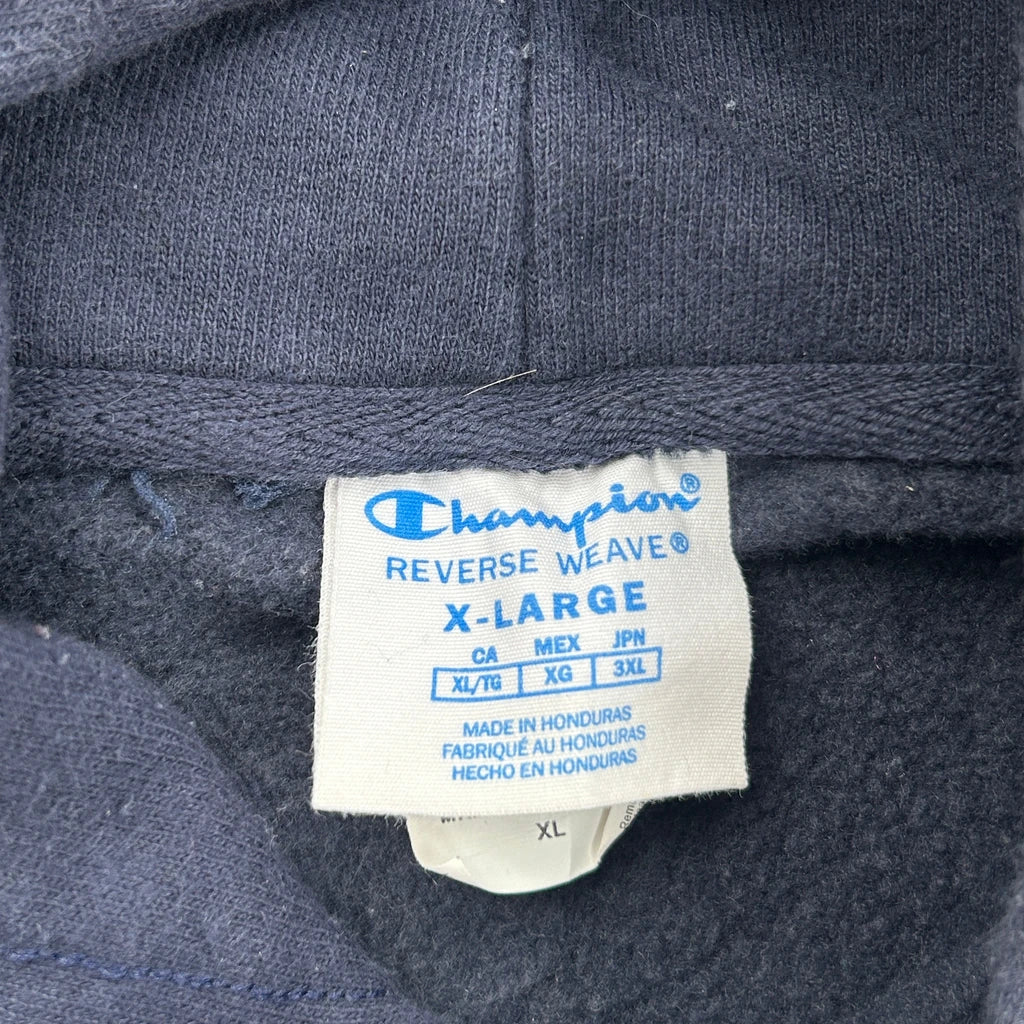 Champion®
REVERSE WEAVE®
X-LARGE
CA MEX JPN
XL/TG XG 3XL
MADE IN HONDURAS
FABRIQUÉ AU HONDURAS
HECHO EN HONDURAS
XL